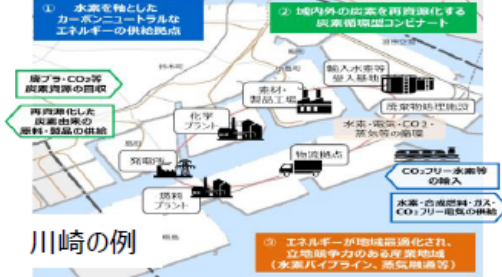 ① 水素を軸とした
カーボンニュートラルな
エネルギーの供給拠点
② 域内外の炭素を再資源化する
炭素循環型コンビナート
廃プラ・CO2等
炭素資源の回収
再資源化した
炭素由来の
原料・製品の供給
輸入水素等
受入基地
素材・
製品工場
廃棄物処理施設
化学
プラント
水素・電気・CO2・
蒸気等の循環
発電所
物流拠点
燃料
プラント
CO2フリー水素等
の輸入
水素・合成燃料・ガス・
CO2フリー電気の供給
川崎の例
③ エネルギーが地域最適化され、
立地競争力のある産業地域
(水素パイプライン、蒸気融通等)